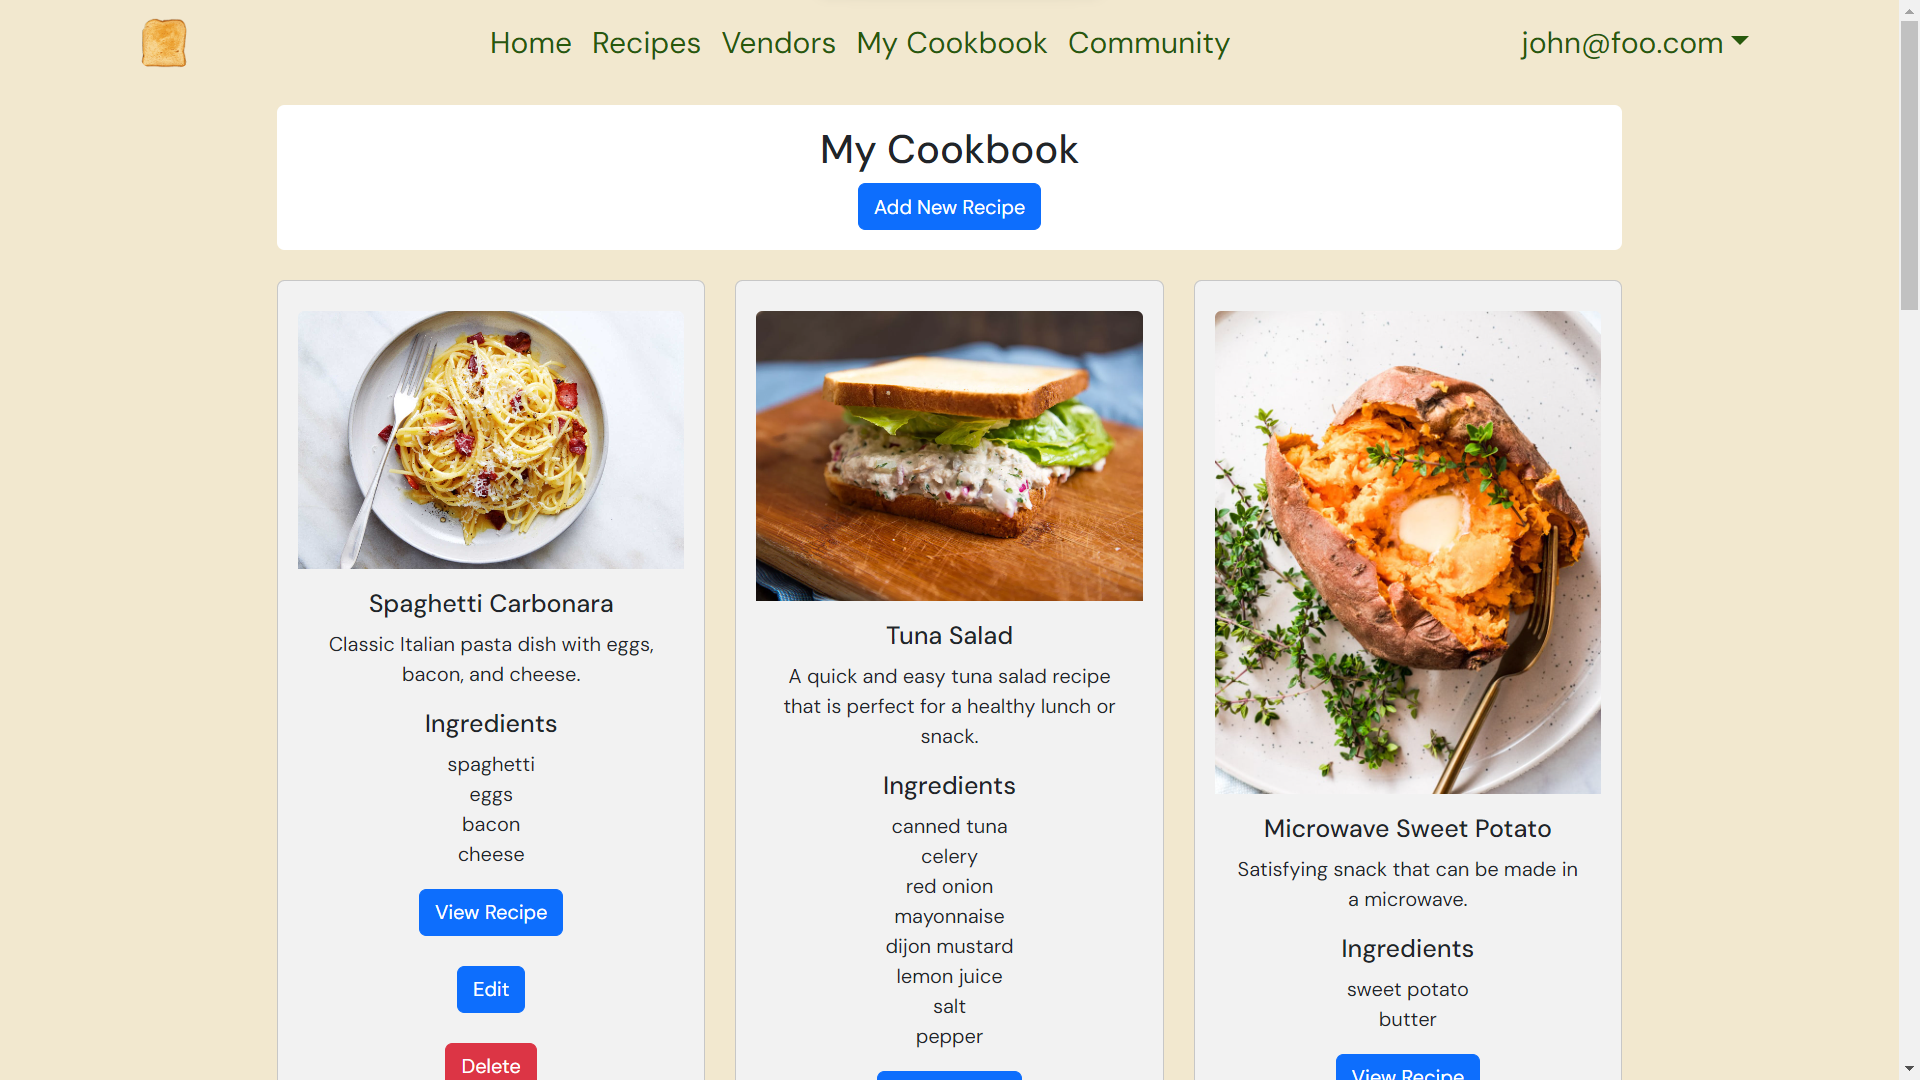 Home Recipes Vendors My Cookbook Community john@foo.com
My Cookbook
Add New Recipe
Spaghetti Carbonara
Classic Italian pasta dish with eggs,
bacon, and cheese.
Ingredients
spaghetti
eggs
bacon
cheese
View Recipe
Edit
Delete
Tuna Salad
A quick and easy tuna salad recipe
that is perfect for a healthy lunch or
snack.
Ingredients
canned tuna
celery
red onion
mayonnaise
dijon mustard
lemon juice
salt
pepper
Microwave Sweet Potato
Satisfying snack that can be made in
a microwave.
Ingredients
sweet potato
butter
View Recipe